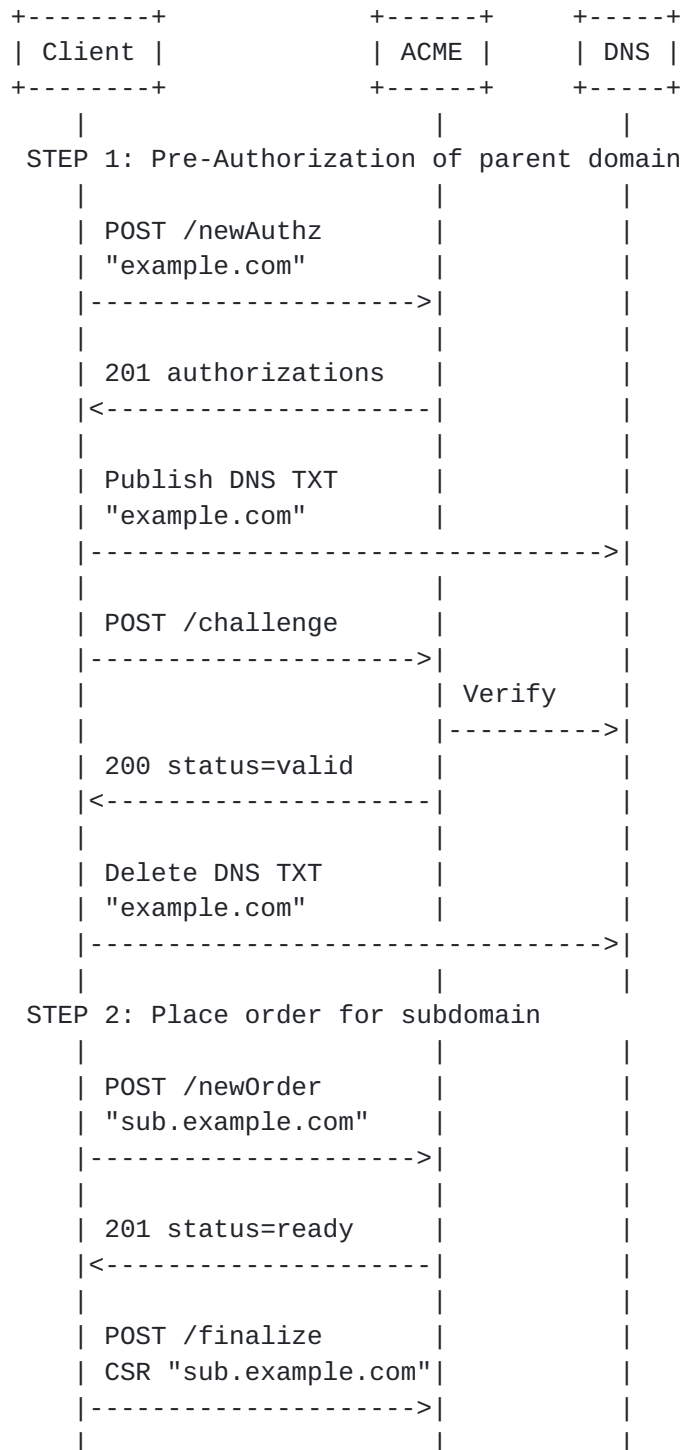 Client ACME DNS
STEP 1: Pre-Authorization of parent domain
POST /newAuthz
"example.com"
201 authorizations
Publish DNS TXT
"example.com"
POST /challenge
Verify
200 status=valid
Delete DNS TXT
"example.com"
STEP 2: Place order for subdomain
POST /newOrder
"sub.example.com"
201 status=ready
POST /finalize
CSR "sub.example.com"